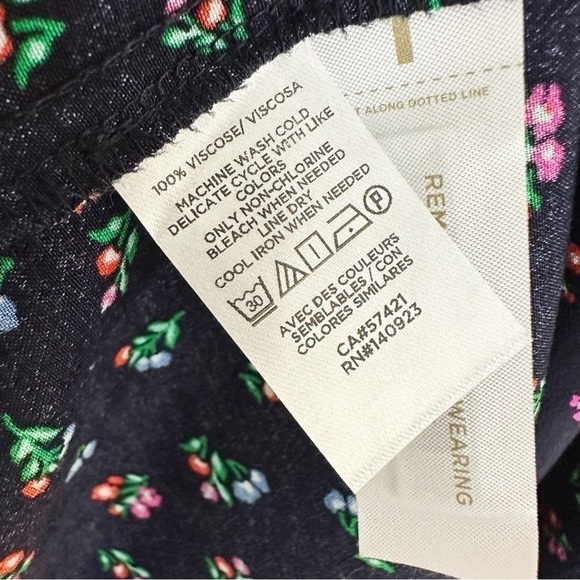 100% VISCOSE/ VISCOSA
MACHINE WASH COLD
DELICATE CYCLE WITH LIKE
COLORS
ONLY NON-CHLORINE
BLEACH WHEN NEEDED
LINE DRY
COOL IRON WHEN NEEDED
30
P
AVEC DES COULEURS
SEMBLABLES / CON
COLORES SIMILARES
CA#57421
RN#140923
ALONG DOTTED LINE
WEARING